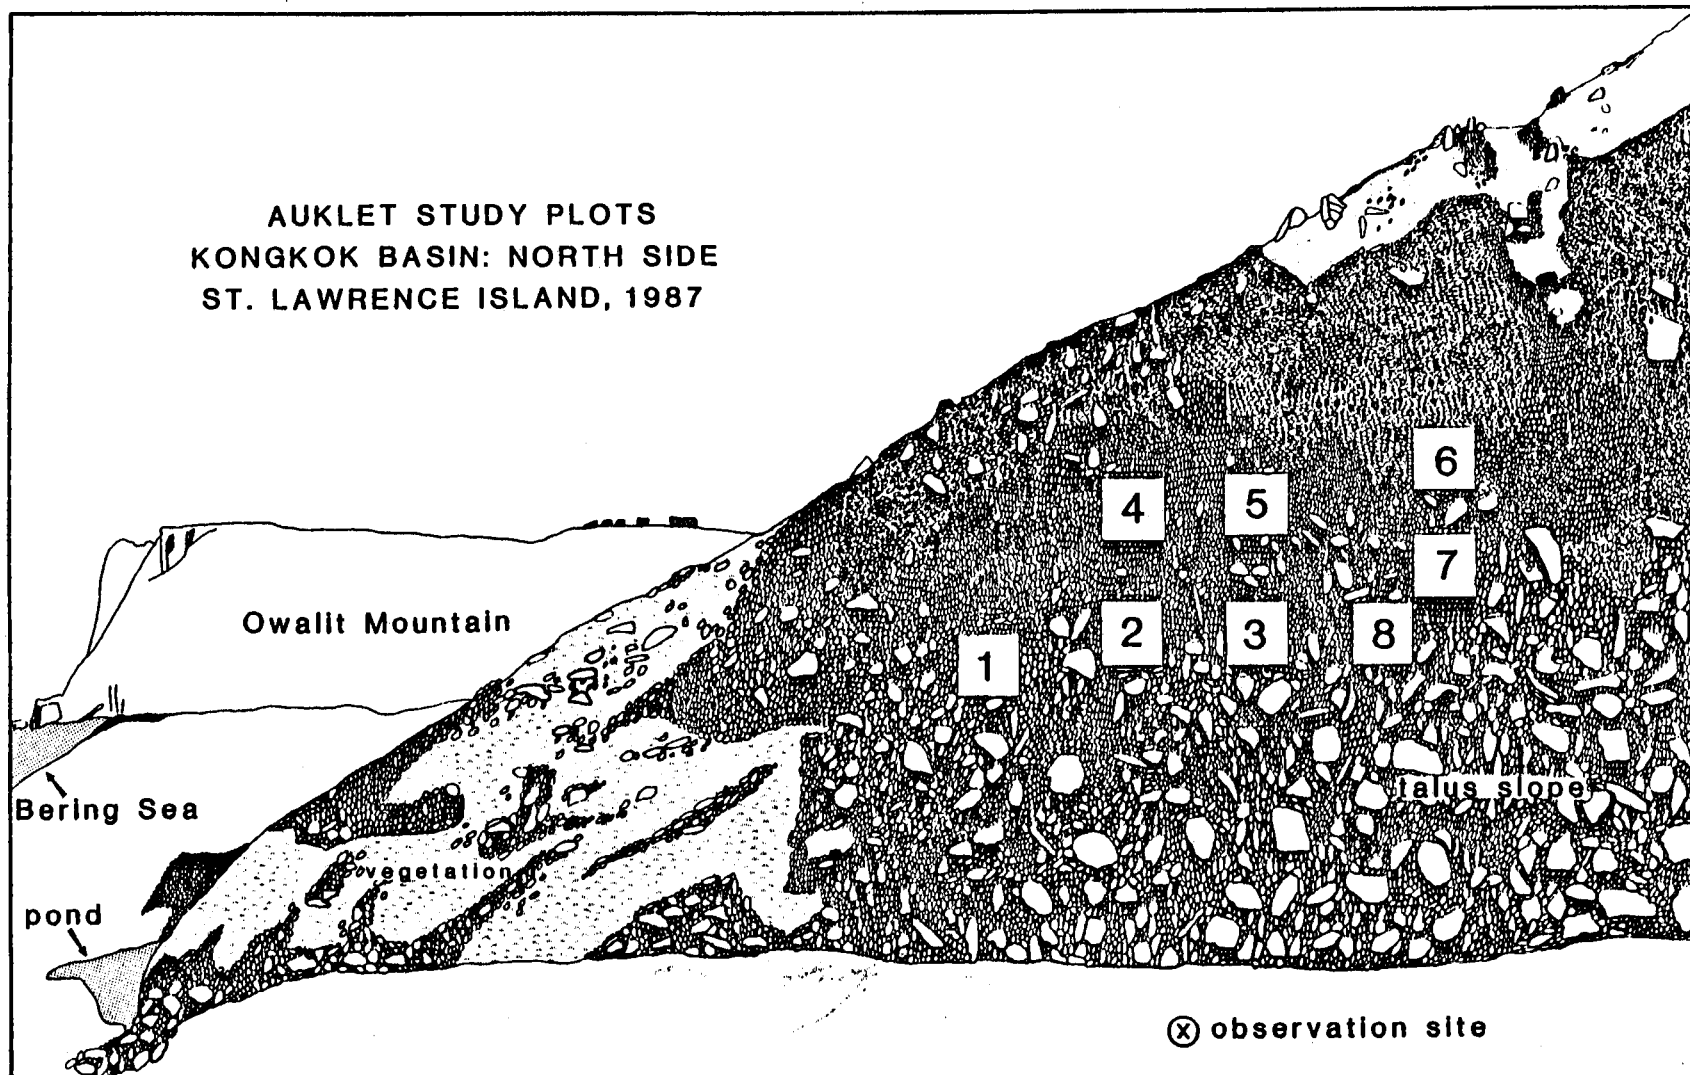 AUKLET STUDY PLOTS
KONGKOK BASIN: NORTH SIDE
ST. LAWRENCE ISLAND, 1987
6
4
5
7
Owalit Mountain
2
3
8
1
talus slope
Bering Sea
vegetation
pond
x observation site